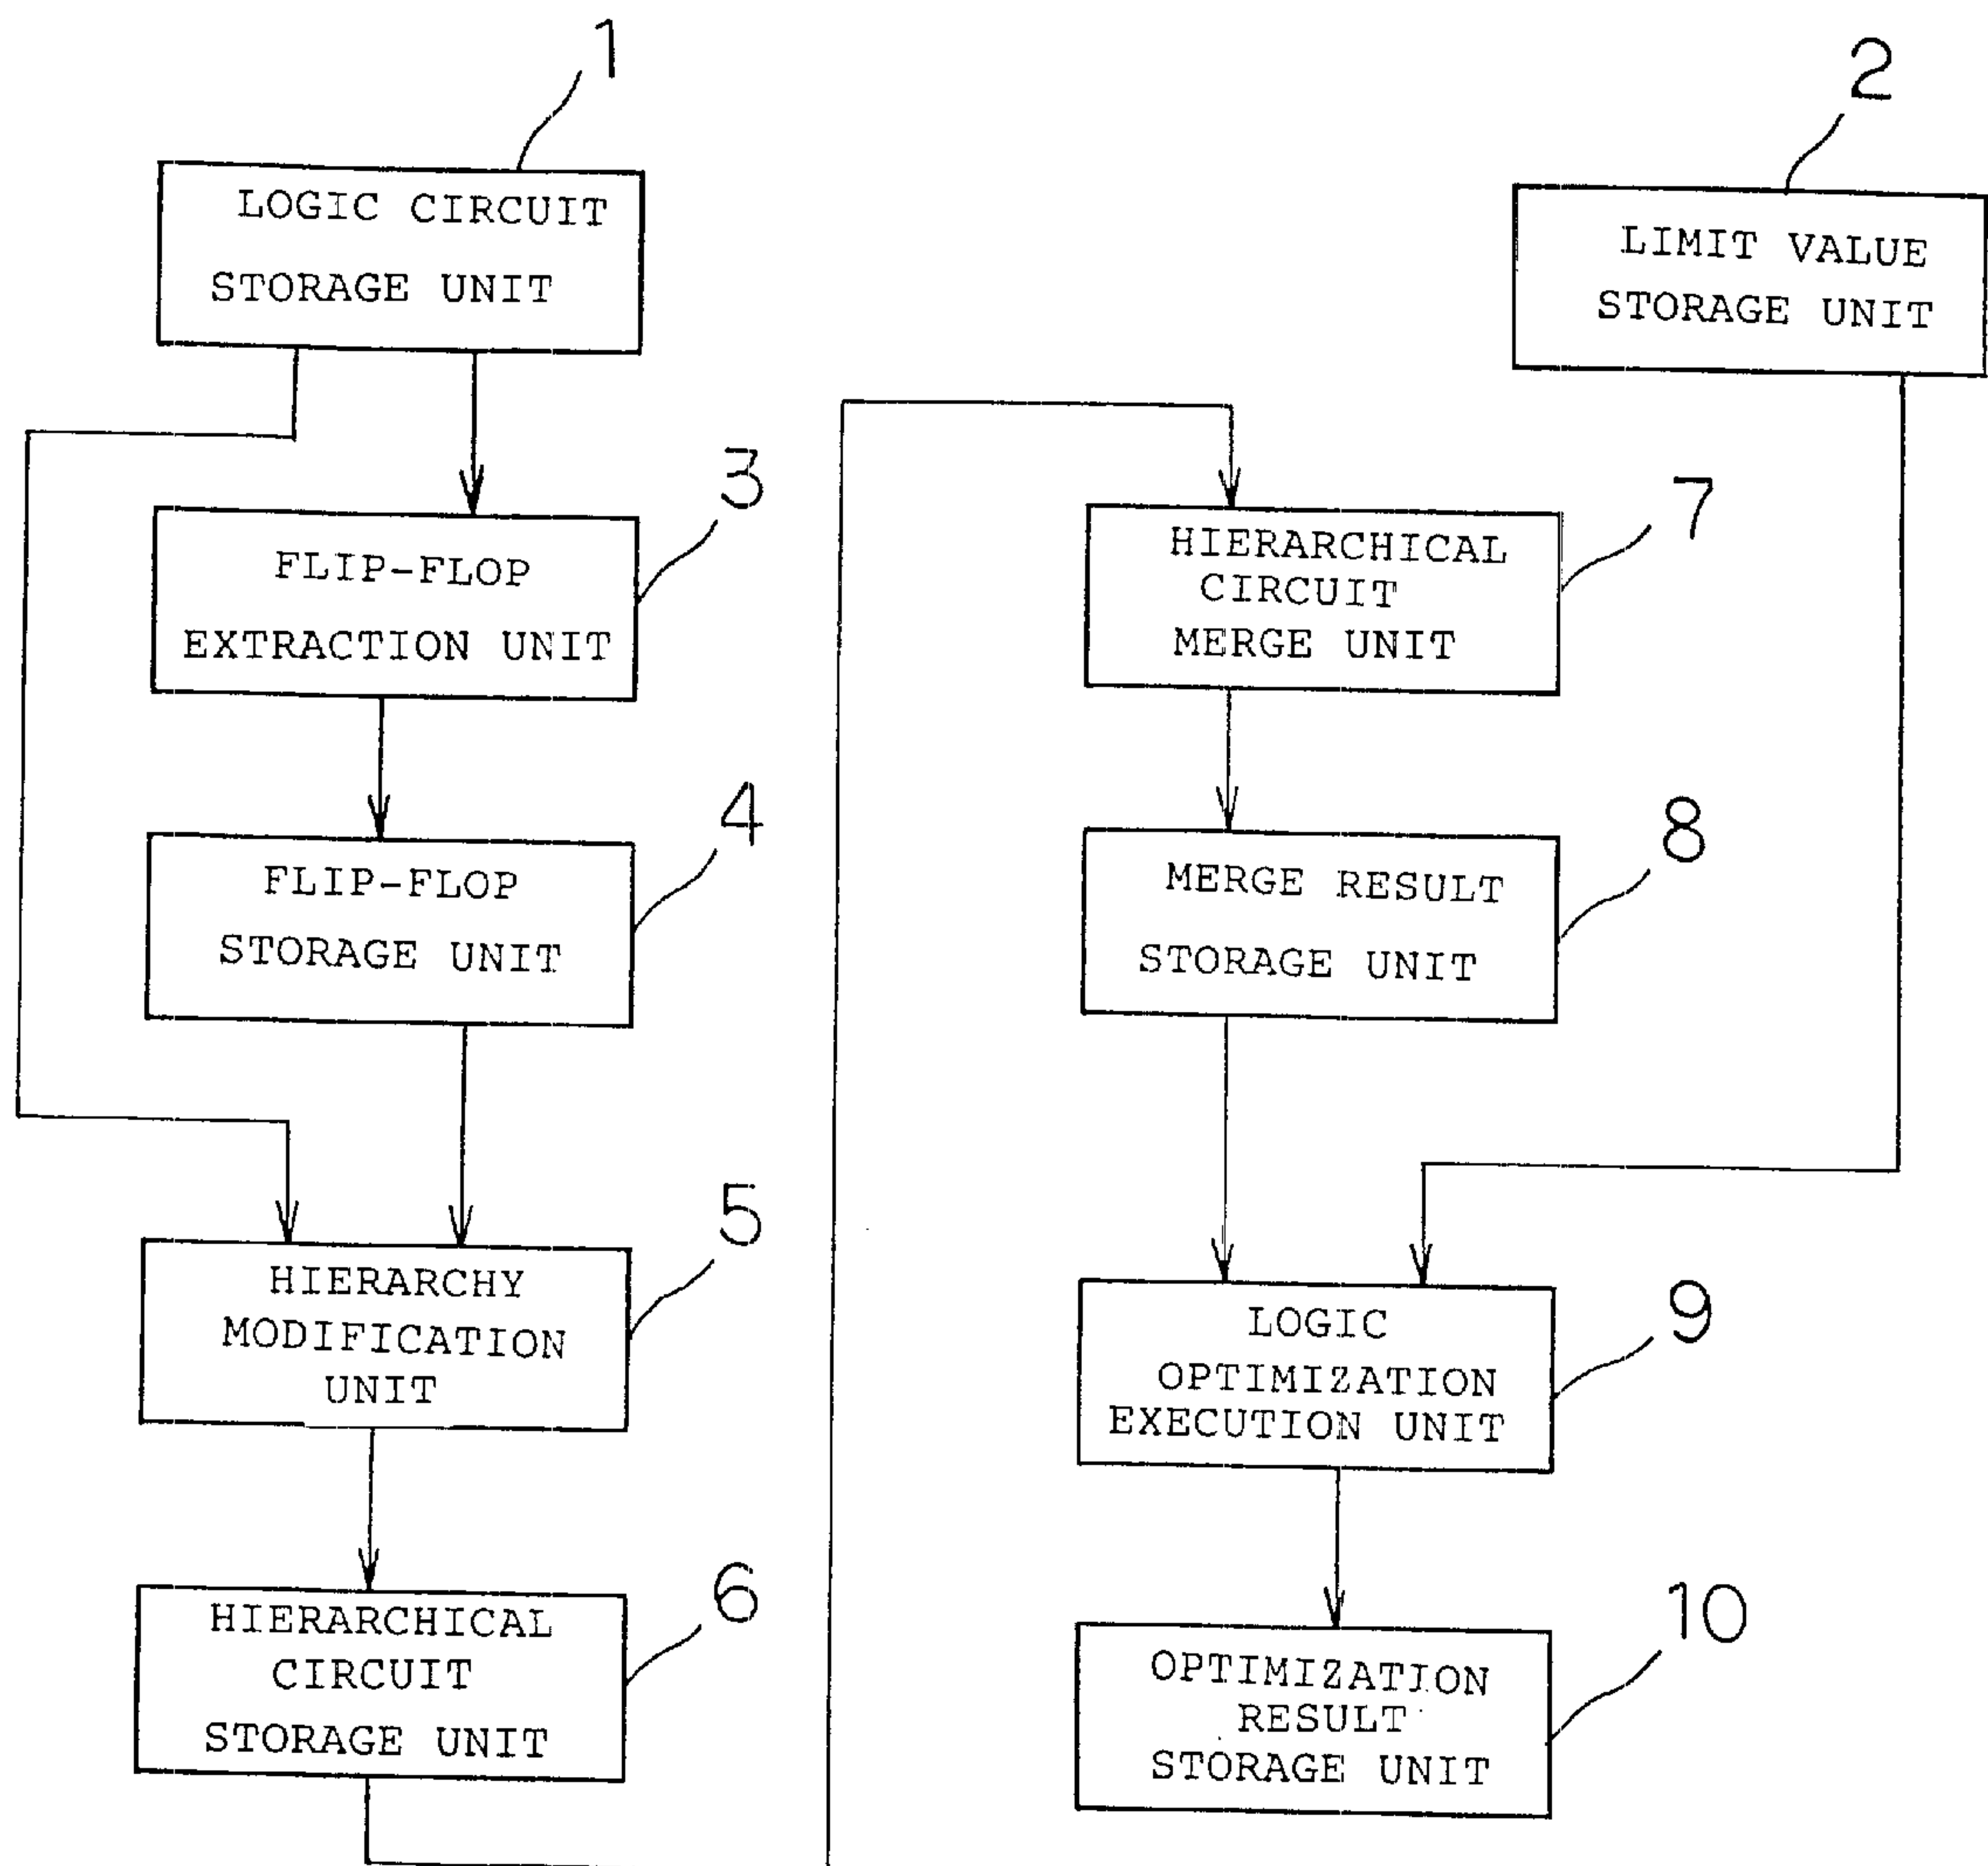 1
LOGIC CIRCUIT
STORAGE UNIT
2
LIMIT VALUE
STORAGE UNIT
3
FLIP-FLOP
EXTRACTION UNIT
4
FLIP-FLOP
STORAGE UNIT
5
HIERARCHY
MODIFICATION
UNIT
6
HIERARCHICAL
CIRCUIT
STORAGE UNIT
7
HIERARCHICAL
CIRCUIT
MERGE UNIT
8
MERGE RESULT
STORAGE UNIT
9
LOGIC
OPTIMIZATION
EXECUTION UNIT
10
OPTIMIZATION
RESULT
STORAGE UNIT